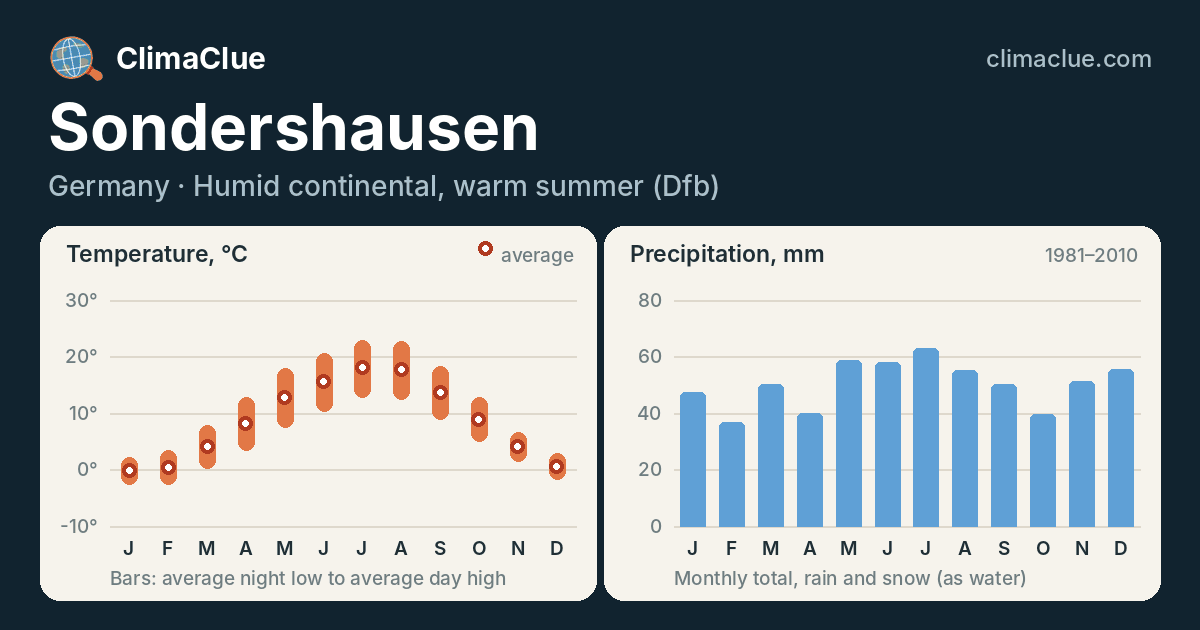 ClimaClue
climaclue.com
Sondershausen
Germany · Humid continental, warm summer (Dfb)
Temperature, °C
average
30°
20°
10°
0°
-10°
J F M A M J J A S O N D
Bars: average night low to average day high
Precipitation, mm
1981–2010
80
60
40
20
0
J F M A M J J A S O N D
Monthly total, rain and snow (as water)